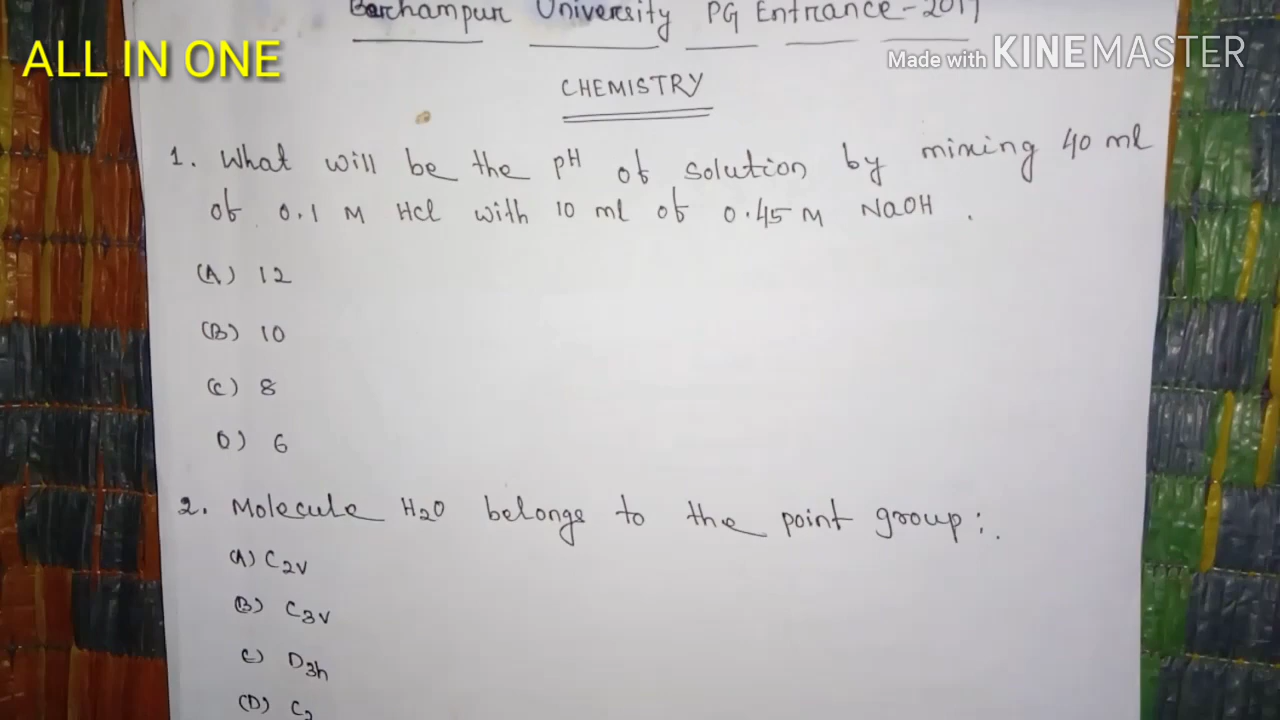 Berhampur University PG Entrance-2017
ALL IN ONE
Made with KINEMASTER
CHEMISTRY
1. What will be the pH of solution by mixing 40 ml
of 0.1 M HCl with 10 ml of 0.45 M NaOH .
(A) 12
(B) 10
(C) 8
D) 6
2. Molecule H2O belongs to the point group:.
(A) C2v
(B) C3v
C) D3h
(D) C2